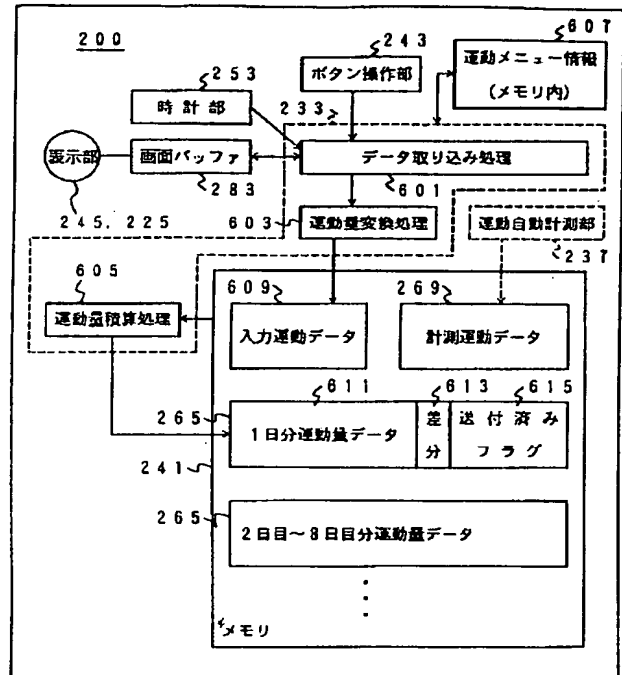 200
243
607
運動メニュー情報
(メモリ内)
ボタン操作部
253
時計部
233
表示部
画面バッファ
データ取り込み処理
245, 225
283
601
603
運動量変換処理
運動自動計測部
237
605
運動量積算処理
609
269
入力運動データ
計測運動データ
611
613
615
265
1日分運動量データ
差分
送付済み
フラグ
241
265
2日目~8日目分運動量データ
メモリ